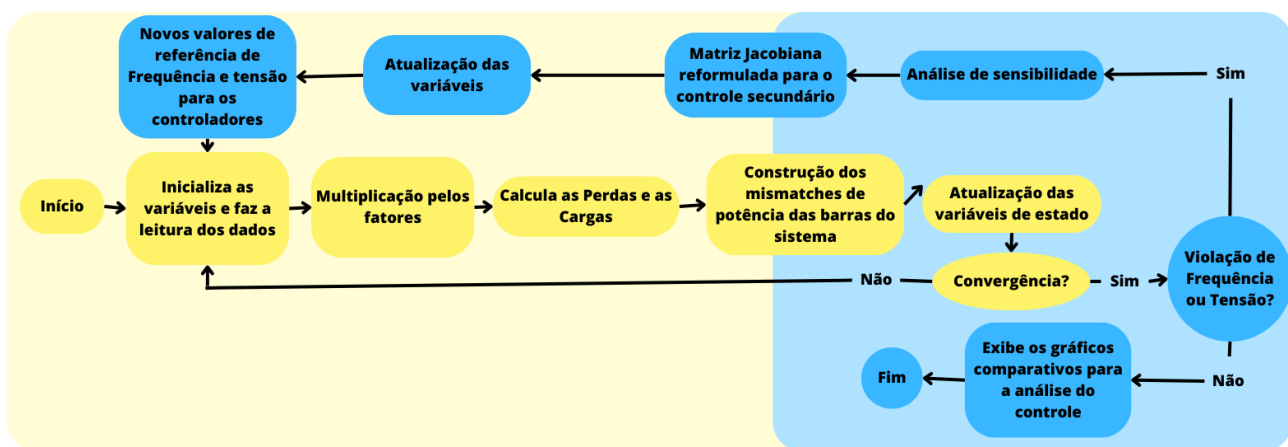 Novos valores de
referência de
Frequência e tensão
para os
controladores
Atualização das
variáveis
Matriz Jacobiana
reformulada para o
controle secundário
Análise de sensibilidade
Sim
Início
Inicializa as
variáveis e faz a
leitura dos dados
Multiplicação pelos
fatores
Calcula as Perdas e as
Cargas
Construção dos
mismatches de
potência das barras do
sistema
Atualização das
variáveis de estado
Não
Convergência?
Sim
Violação de
Frequência
ou Tensão?
Fim
Exibe os gráficos
comparativos para
a análise do
controle
Não